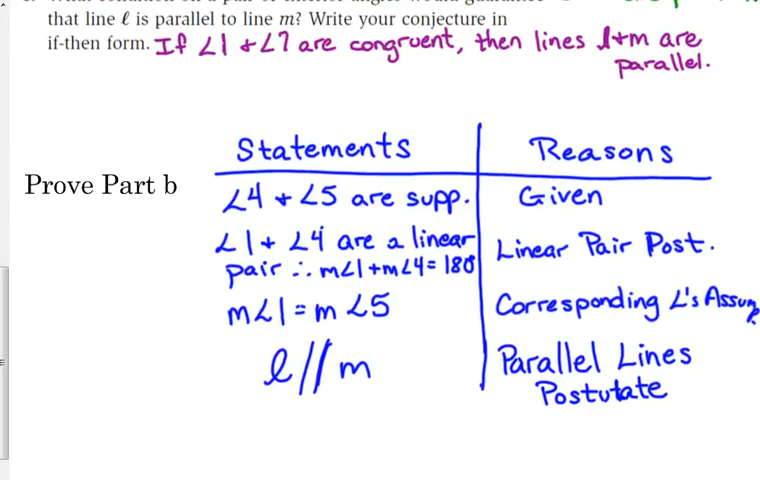 that line ℓ is parallel to line m? Write your conjecture in
if-then form. If ∠1 + ∠7 are congruent, then lines l + m are
parallel.
Statements Reasons
Prove Part b
∠4 + ∠5 are supp. Given
∠1 + ∠4 are a linear
pair ∴ m∠1 + m∠4 = 180° Linear Pair Post.
m∠1 = m∠5 Corresponding ∠'s Assump
l // m Parallel Lines
Postulate